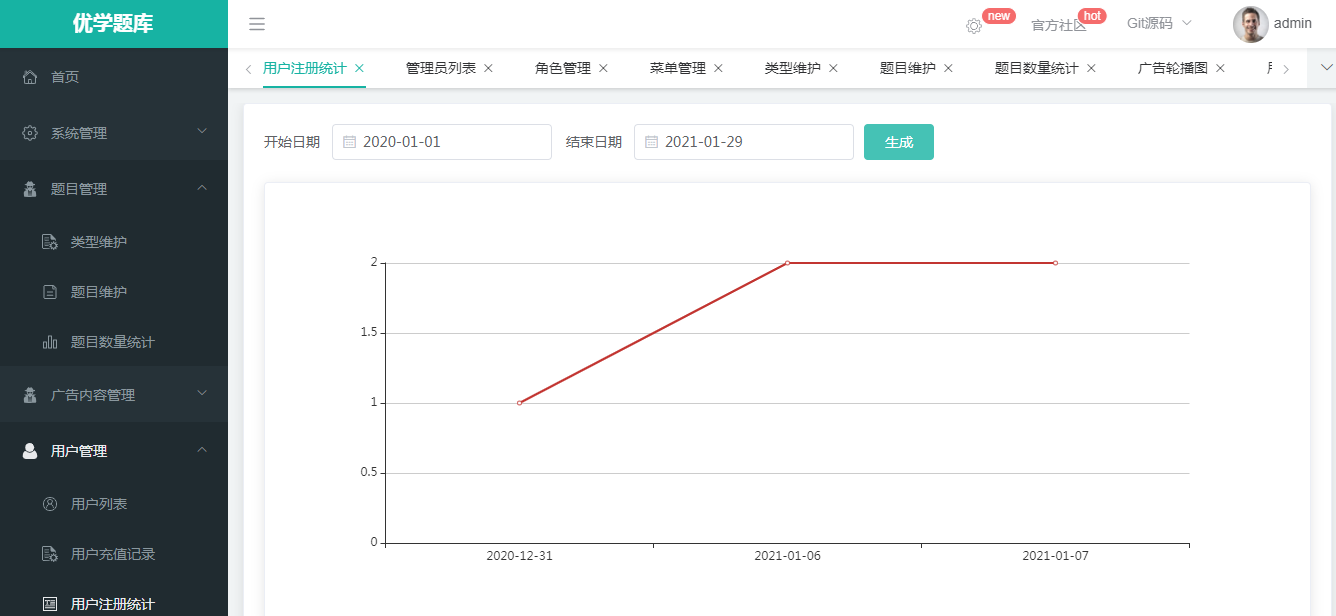 优学题库
new
官方社区
hot
Git源码
admin
用户注册统计
管理员列表
角色管理
菜单管理
类型维护
题目维护
题目数量统计
广告轮播图
首页
系统管理
题目管理
类型维护
题目维护
题目数量统计
广告内容管理
用户管理
用户列表
用户充值记录
用户注册统计
开始日期
2020-01-01
结束日期
2021-01-29
生成
2
1.5
1
0.5
0
2020-12-31
2021-01-06
2021-01-07